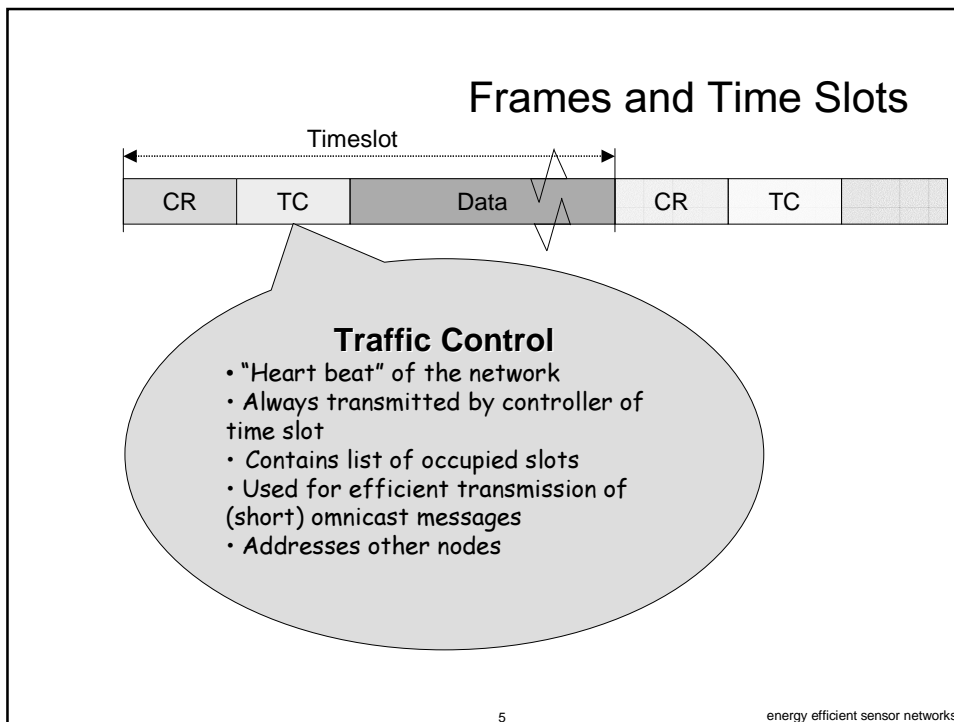 Frames and Time Slots
Timeslot
CR TC Data CR TC
Traffic Control
• “Heart beat” of the network
• Always transmitted by controller of
time slot
• Contains list of occupied slots
• Used for efficient transmission of
(short) omnicast messages
• Addresses other nodes
5
energy efficient sensor networks